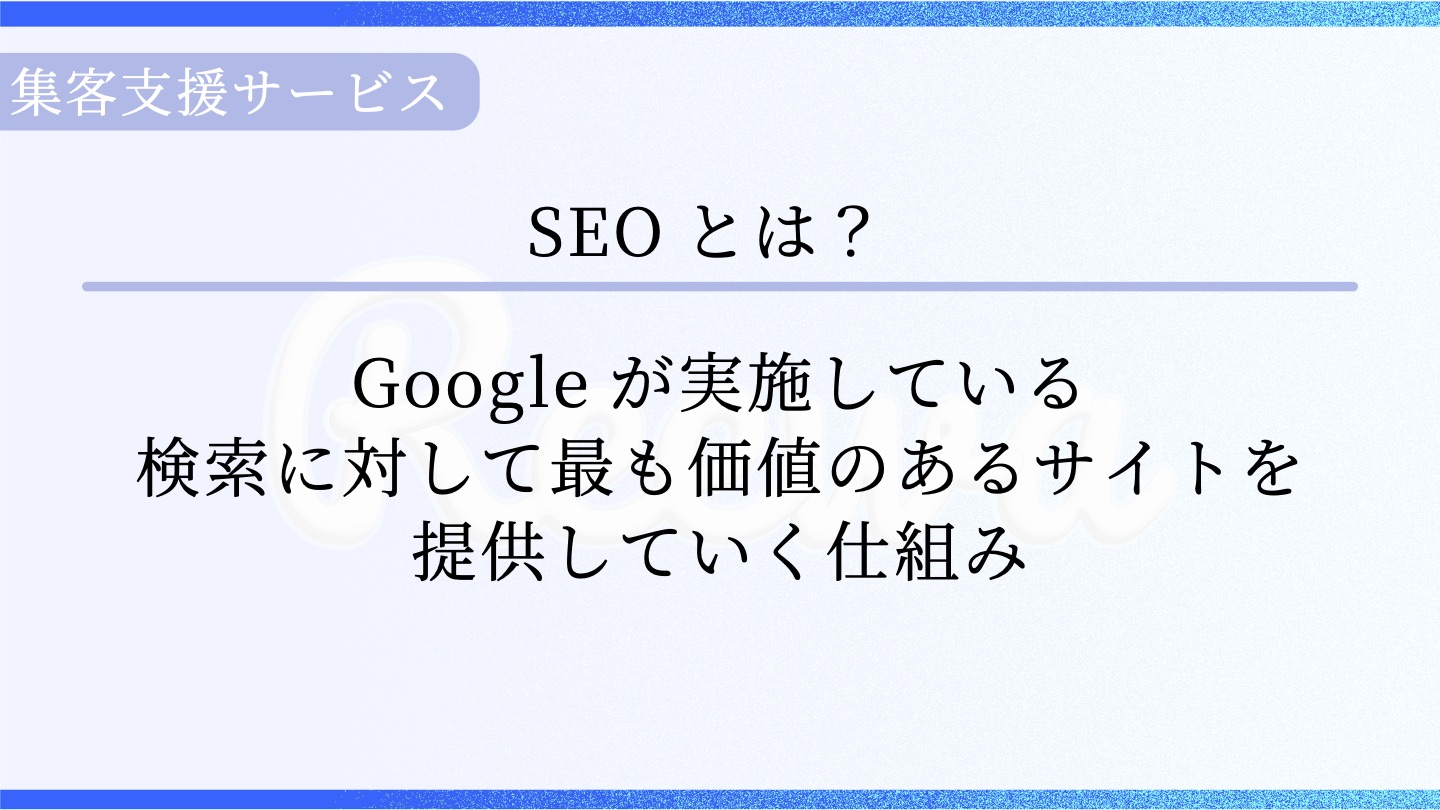 集客支援サービス
SEO とは？
Google が実施している
検索に対して最も価値のあるサイトを
提供していく仕組み